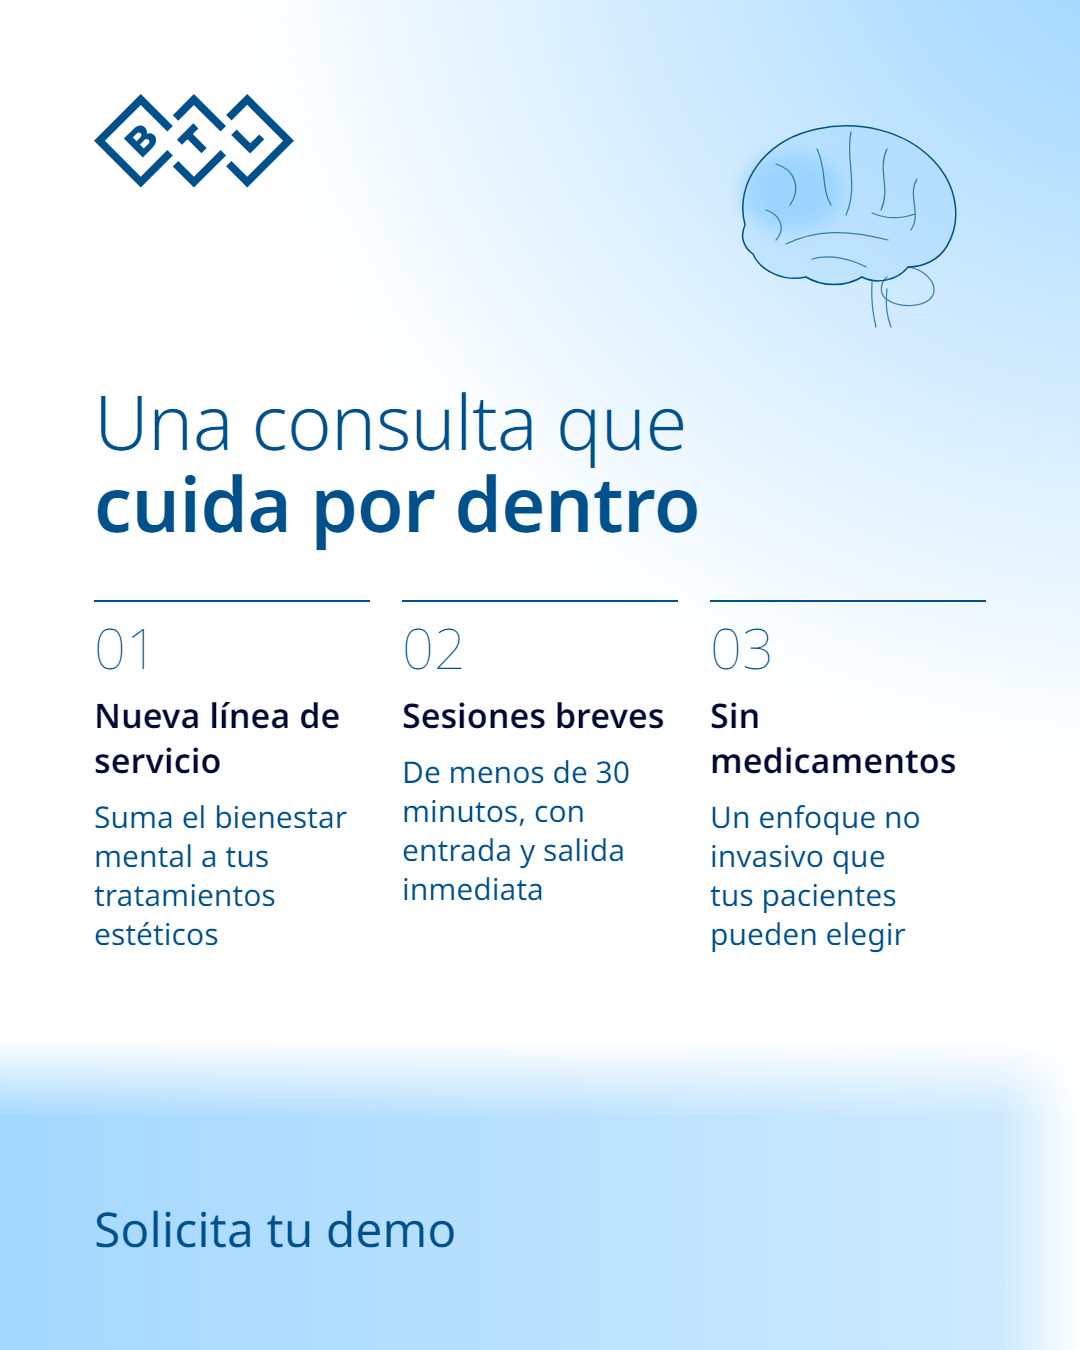 BTL
Una consulta que
cuida por dentro
01
Nueva línea de
servicio
Suma el bienestar
mental a tus
tratamientos
estéticos
02
Sesiones breves
De menos de 30
minutos, con
entrada y salida
inmediata
03
Sin
medicamentos
Un enfoque no
invasivo que
tus pacientes
pueden elegir
Solicita tu demo